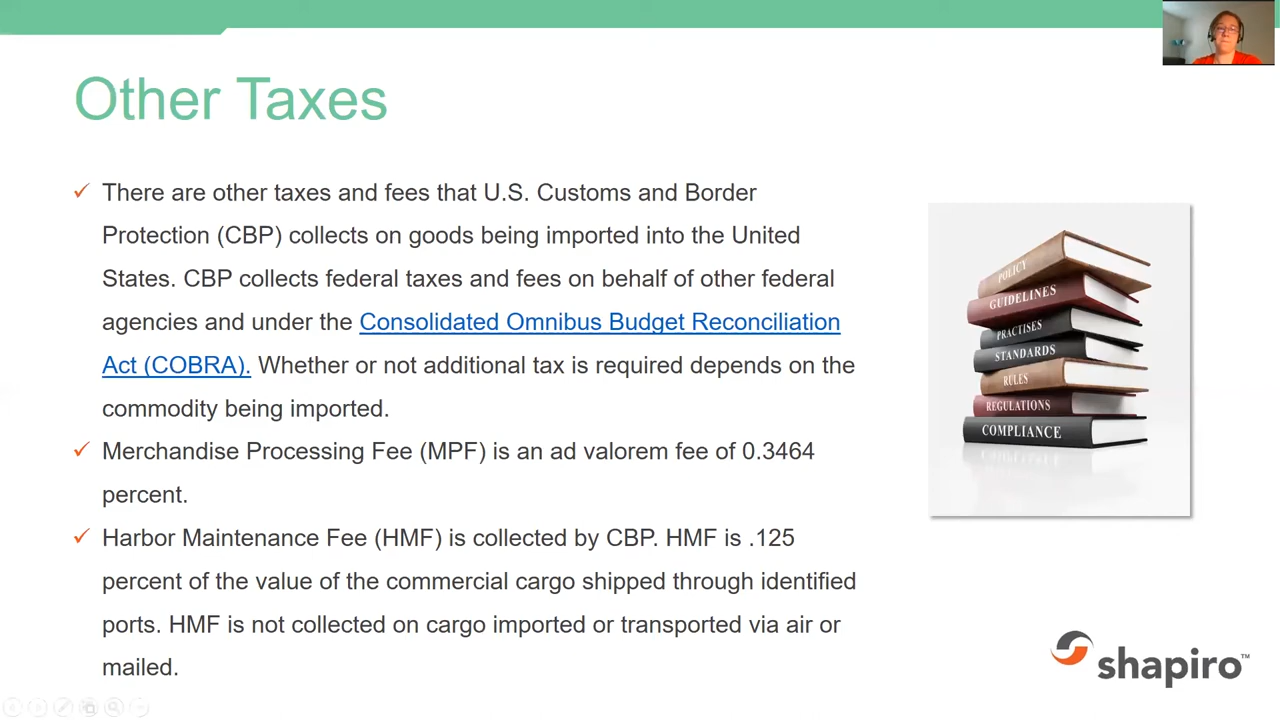 Other Taxes
There are other taxes and fees that U.S. Customs and Border
Protection (CBP) collects on goods being imported into the United
States. CBP collects federal taxes and fees on behalf of other federal
agencies and under the Consolidated Omnibus Budget Reconciliation
Act (COBRA). Whether or not additional tax is required depends on the
commodity being imported.
Merchandise Processing Fee (MPF) is an ad valorem fee of 0.3464
percent.
Harbor Maintenance Fee (HMF) is collected by CBP. HMF is .125
percent of the value of the commercial cargo shipped through identified
ports. HMF is not collected on cargo imported or transported via air or
mailed.
POLICY
GUIDELINES
PRACTISES
STANDARDS
RULES
REGULATIONS
COMPLIANCE
shapiro™